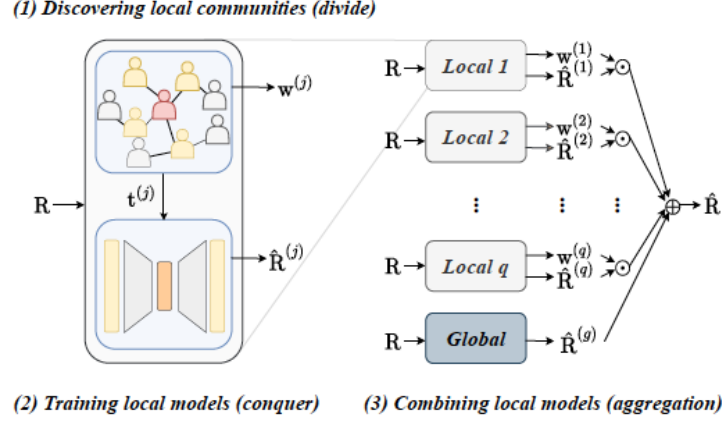 (1) Discovering local communities (divide)
R
w^(j)
t^(j)
R̂^(j)
R
Local 1
w^(1)
R̂^(1)
⊙
R
Local 2
w^(2)
R̂^(2)
⊙
⋮ ⋮ ⋮
R
Local q
w^(q)
R̂^(q)
⊙
⊕
R̂
R
Global
R̂^(g)
(2) Training local models (conquer)
(3) Combining local models (aggregation)